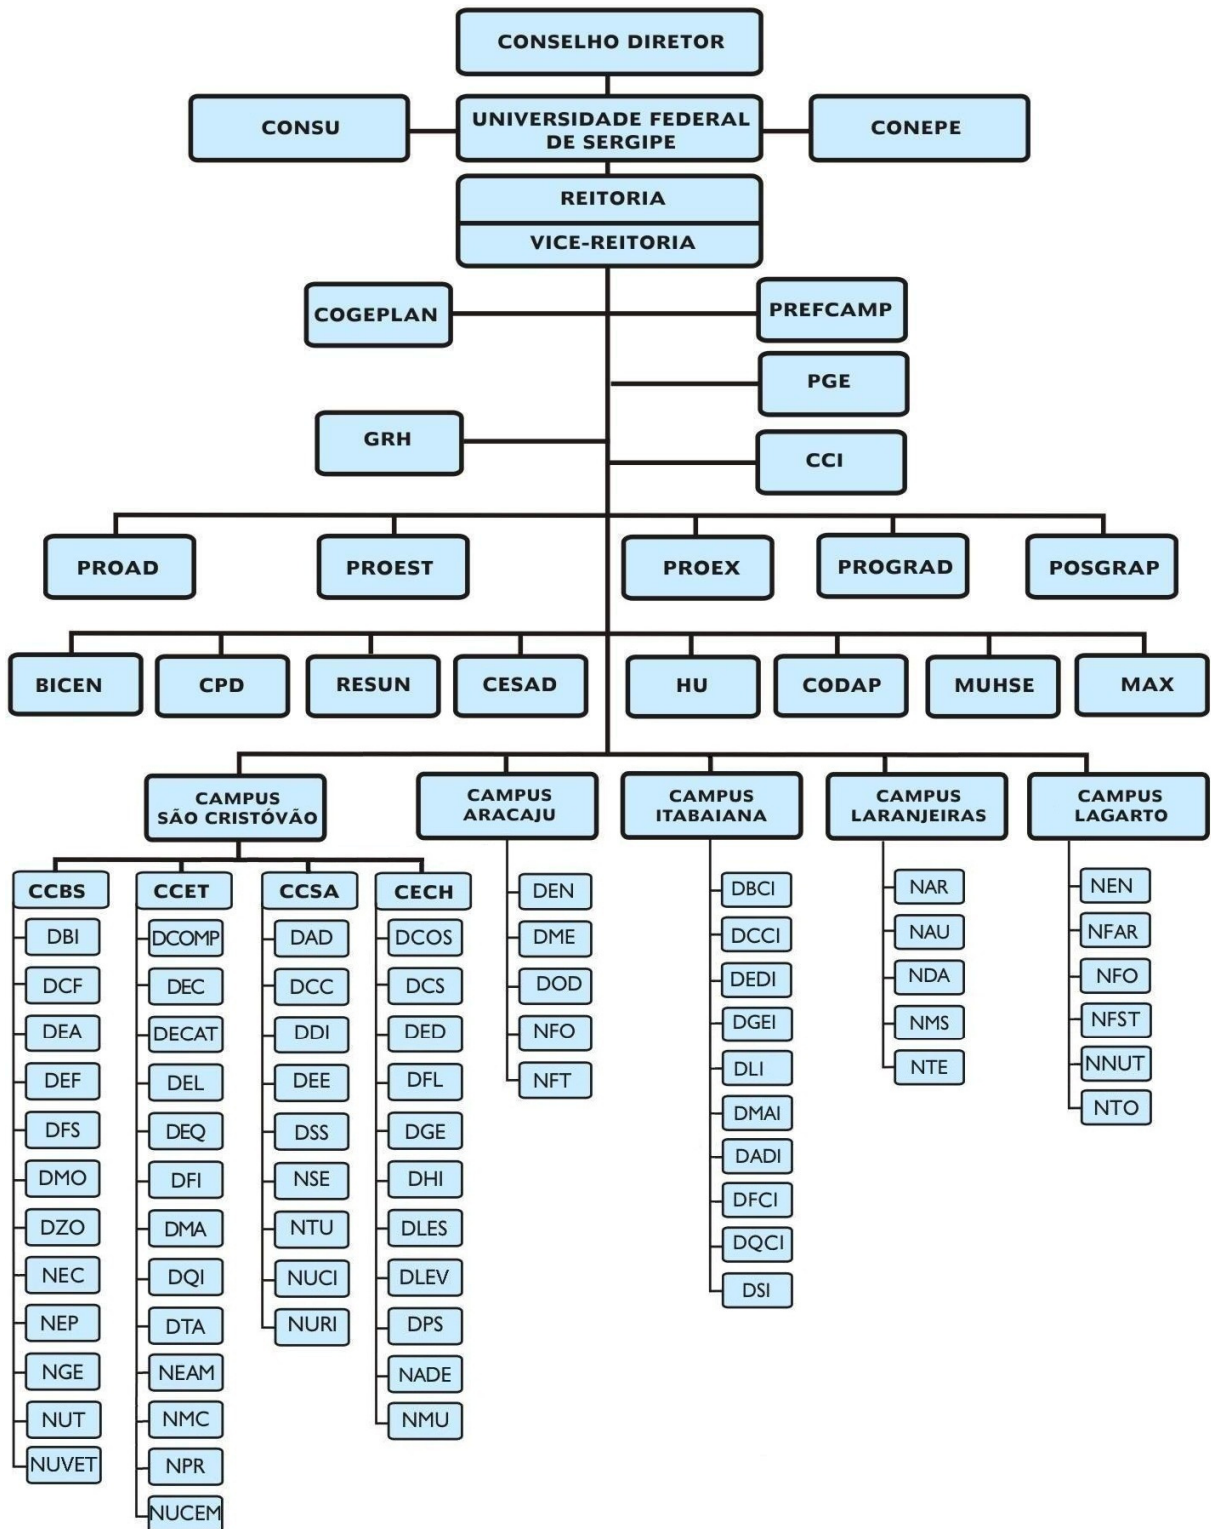 CONSELHO DIRETOR
CONSU
UNIVERSIDADE FEDERAL
DE SERGIPE
CONEPE
REITORIA
VICE-REITORIA
COGEPLAN
PREFCAMP
PGE
GRH
CCI
PROAD
PROEST
PROEX
PROGRAD
POSGRAP
BICEN
CPD
RESUN
CESAD
HU
CODAP
MUHSE
MAX
CAMPUS
SÃO CRISTÓVÃO
CAMPUS
ARACAJU
CAMPUS
ITABAIANA
CAMPUS
LARANJEIRAS
CAMPUS
LAGARTO
CCBS
DBI
DCF
DEA
DEF
DFS
DMO
DZO
NEC
NEP
NGE
NUT
NUVET
CCET
DCOMP
DEC
DECAT
DEL
DEQ
DFI
DMA
DQI
DTA
NEAM
NMC
NPR
NUCEM
CCSA
DAD
DCC
DDI
DEE
DSS
NSE
NTU
NUCI
NURI
CECH
DCOS
DCS
DED
DFL
DGE
DHI
DLES
DLEV
DPS
NADE
NMU
DEN
DME
DOD
NFO
NFT
DBCI
DCCI
DEDI
DGEI
DLI
DMAI
DADI
DFCI
DQCI
DSI
NAR
NAU
NDA
NMS
NTE
NEN
NFAR
NFO
NFST
NNUT
NTO